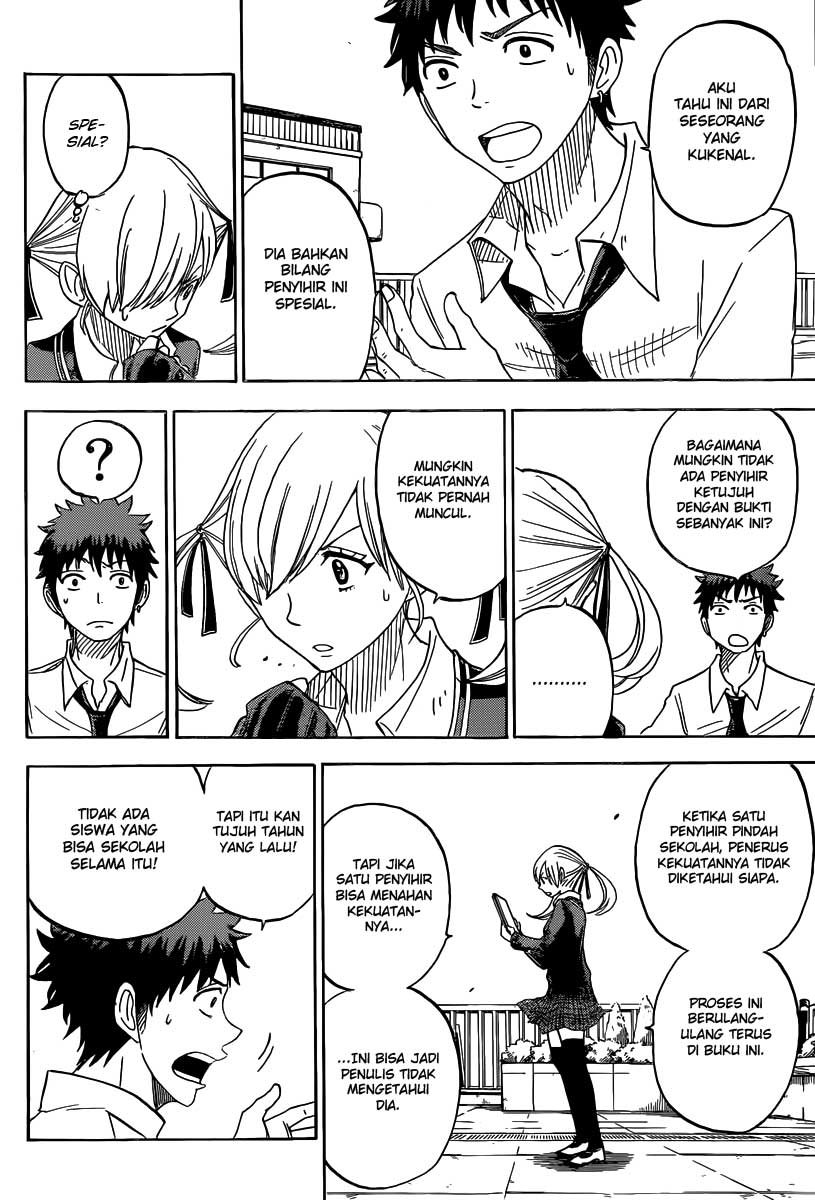 AKU
TAHU INI DARI
SESEORANG
YANG
KUKENAL.
DIA BAHKAN
BILANG
PENYIHIR INI
SPESIAL.
SPE-
SIAL?
BAGAIMANA
MUNGKIN TIDAK
ADA PENYIHIR
KETUJUH
DENGAN BUKTI
SEBANYAK INI?
...........
MUNGKIN
KEKUATANNYA
TIDAK PERNAH
MUNCUL.
?
KETIKA SATU
PENYIHIR PINDAH
SEKOLAH, PENERUS
KEKUATANNYA TIDAK
DIKETAHUI SIAPA.
PROSES INI
BERULANG-
ULANG TERUS
DI BUKU INI.
TAPI JIKA
SATU PENYIHIR
BISA MENAHAN
KEKUATAN-
NYA...
...INI BISA JADI
PENULIS TIDAK
MENGETAHUI
DIA.
TAPI ITU KAN
TUJUH TAHUN
YANG LALU!
TIDAK ADA
SISWA YANG
BISA SEKOLAH
SELAMA ITU!